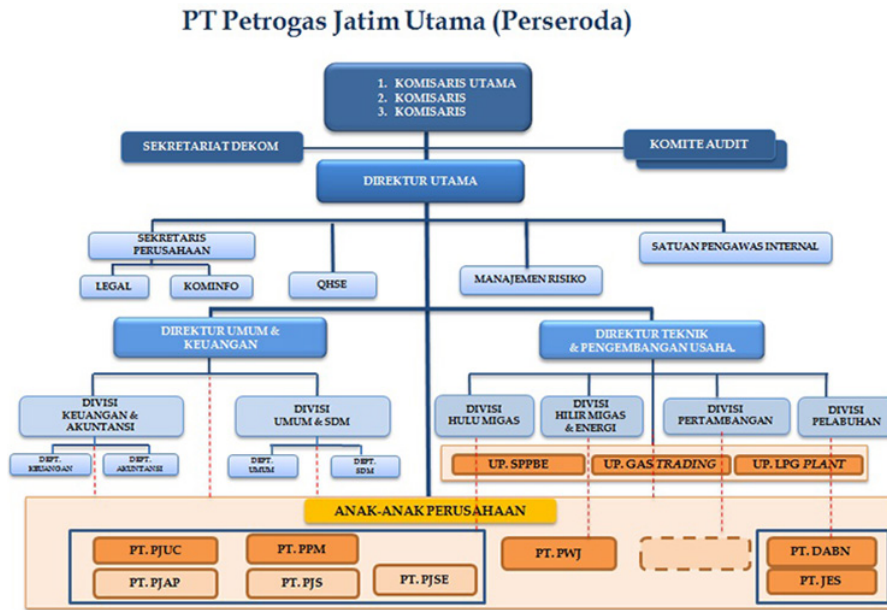 PT Petrogas Jatim Utama (Perseroda)
1. KOMISARIS UTAMA
2. KOMISARIS
3. KOMISARIS
SEKRETARIAT DEKOM
KOMITE AUDIT
DIREKTUR UTAMA
SEKRETARIS
PERUSAHAAN
SATUAN PENGAWAS INTERNAL
LEGAL
KOMINFO
QHSE
MANAJEMEN RISIKO
DIREKTUR UMUM &
KEUANGAN
DIREKTUR TEKNIK
& PENGEMBANGAN USAHA.
DIVISI
KEUANGAN &
AKUNTANSI
DIVISI
UMUM & SDM
DIVISI
HULU MIGAS
DIVISI
HILIR MIGAS
& ENERGI
DIVISI
PERTAMBANGAN
DIVISI
PELABUHAN
DEPT.
KEUANGAN
DEPT.
AKUNTANSI
DEPT.
UMUM
DEPT.
SDM
UP. SPPBE
UP. GAS TRADING
UP. LPG PLANT
ANAK-ANAK PERUSAHAAN
PT. PJUC
PT. PPM
PT. PWJ
PT. DABN
PT. PJAP
PT. PJS
PT. PJSE
PT. JES